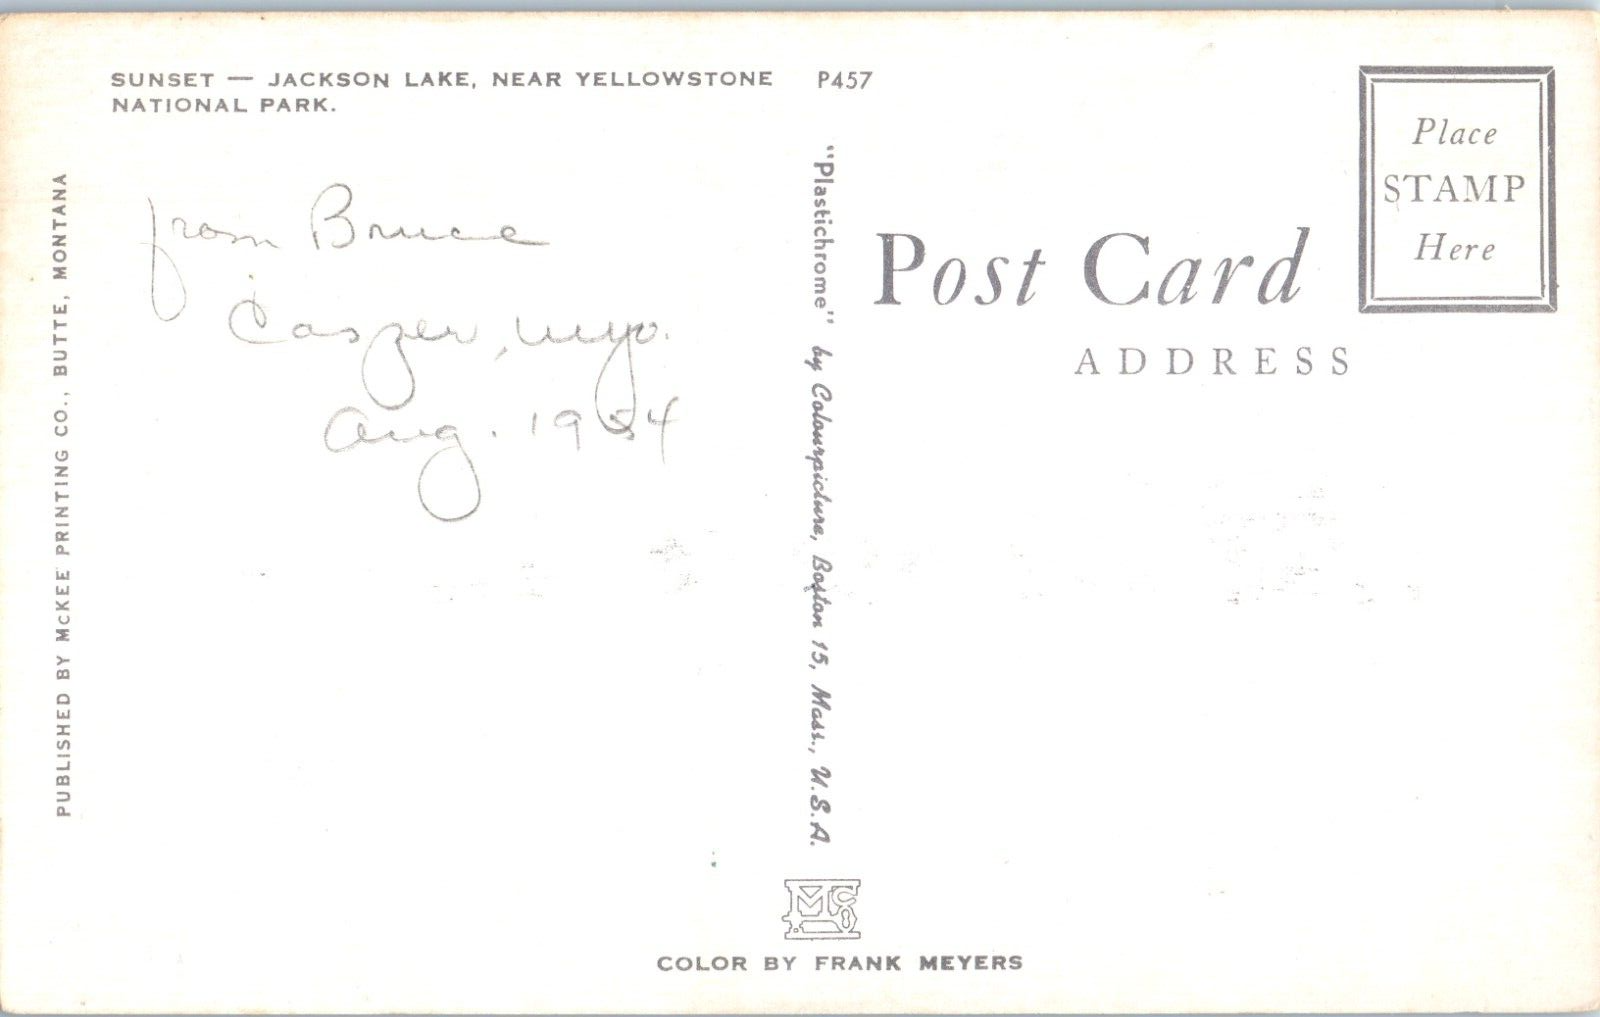 SUNSET — JACKSON LAKE, NEAR YELLOWSTONE P457
NATIONAL PARK.
from Bruce
Casper, Wyo.
Aug. 1954
PUBLISHED BY McKEE PRINTING CO., BUTTE, MONTANA
"Plastichrome" by Colourpicture, Boston 15, Mass., U.S.A.
Post Card
ADDRESS
Place
STAMP
Here
Mc
COLOR BY FRANK MEYERS